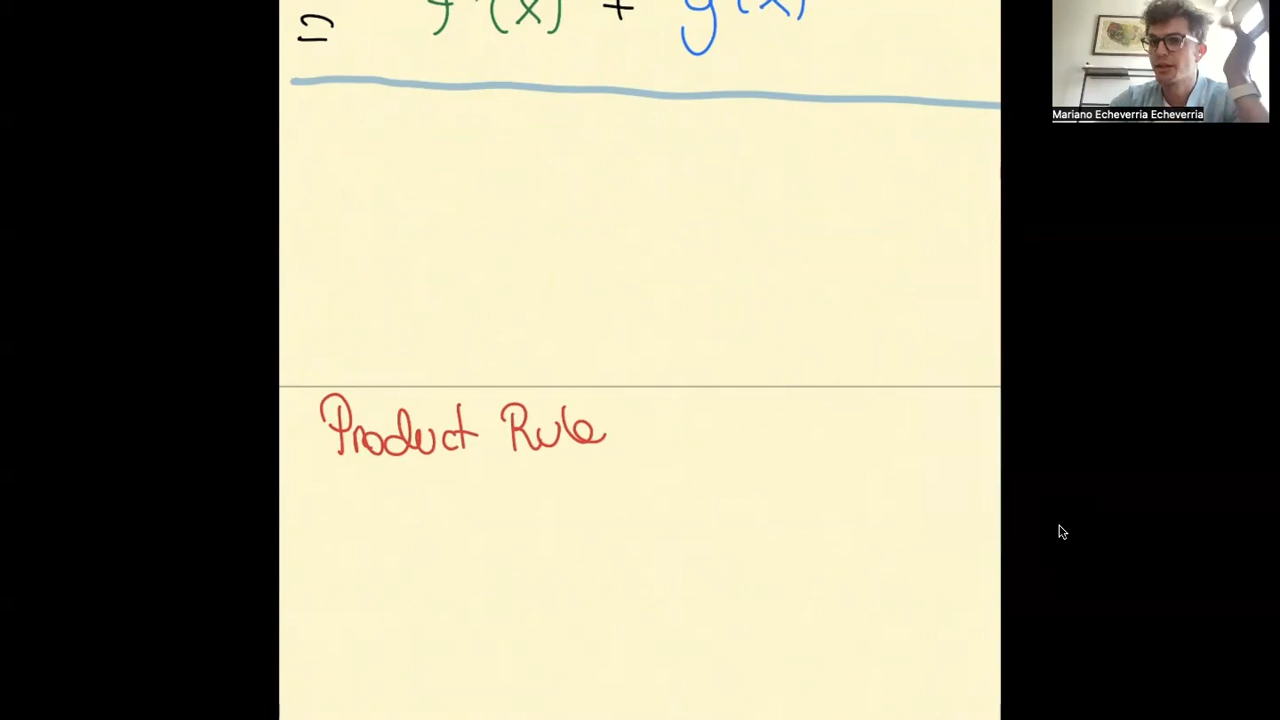 = f'(x) + g'(x)
Mariano Echeverria Echeverria
Product Rule